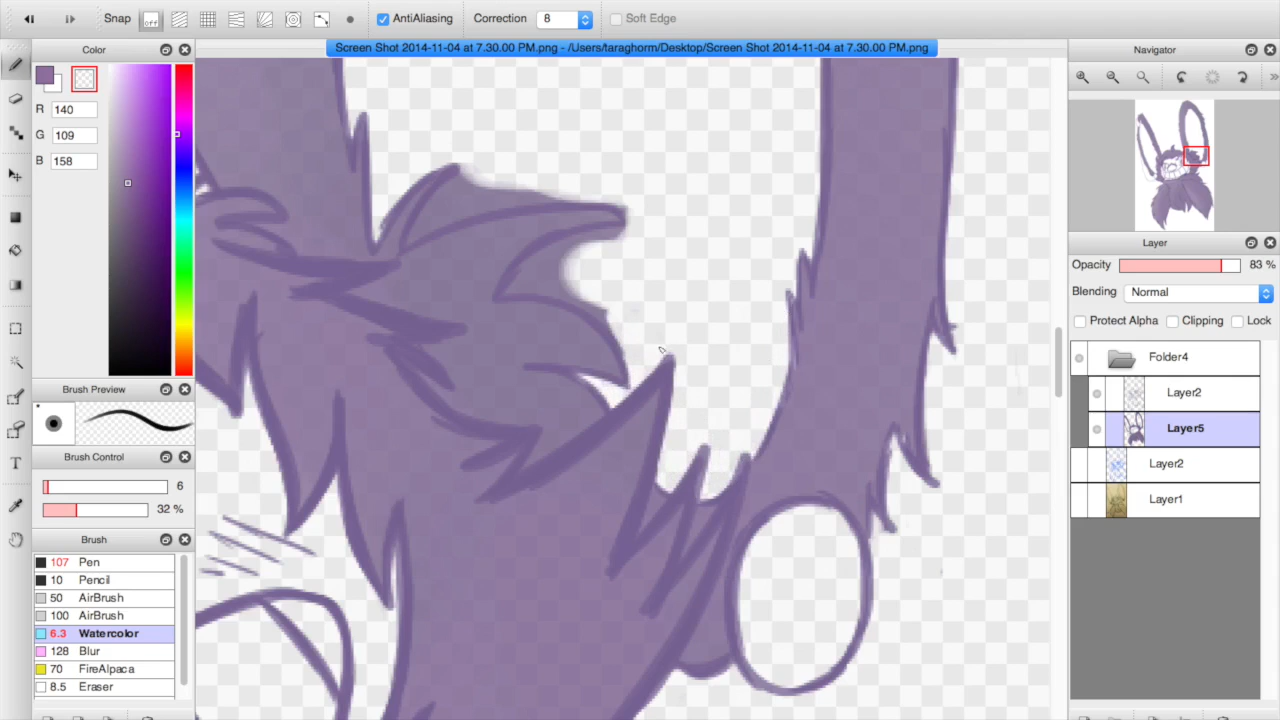 Snap off AntiAliasing Correction 8 Soft Edge
Color
Screen Shot 2014-11-04 at 7.30.00 PM.png - /Users/taraghorm/Desktop/Screen Shot 2014-11-04 at 7.30.00 PM.png
Navigator
R 140
G 109
B 158
Layer
Opacity 83 %
Blending Normal
Protect Alpha Clipping Lock
Folder4
Layer2
Layer5
Layer2
Layer1
Brush Preview
Brush Control
6
32 %
Brush
107 Pen
10 Pencil
50 AirBrush
100 AirBrush
6.3 Watercolor
128 Blur
70 FireAlpaca
8.5 Eraser